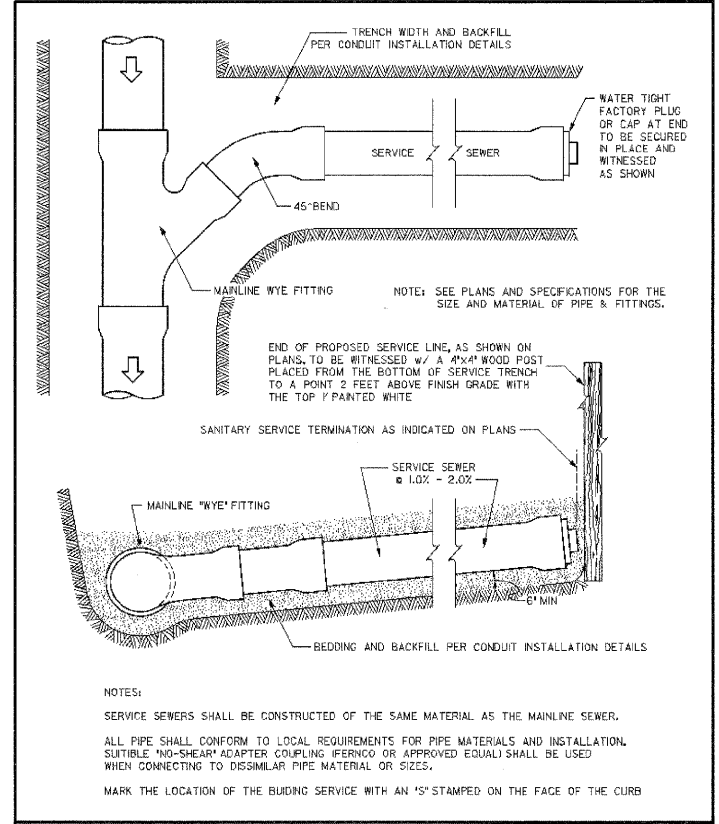 TRENCH WIDTH AND BACKFILL
PER CONDUIT INSTALLATION DETAILS
WATER TIGHT
FACTORY PLUG
OR CAP AT END
TO BE SECURED
IN PLACE AND
WITNESSED
AS SHOWN
SERVICE SEWER
45°BEND
MAINLINE WYE FITTING
NOTE: SEE PLANS AND SPECIFICATIONS FOR THE
SIZE AND MATERIAL OF PIPE & FITTINGS.
END OF PROPOSED SERVICE LINE, AS SHOWN ON
PLANS, TO BE WITNESSED w/ A 4"x4" WOOD POST
PLACED FROM THE BOTTOM OF SERVICE TRENCH
TO A POINT 2 FEET ABOVE FINISH GRADE WITH
THE TOP 1' PAINTED WHITE
SANITARY SERVICE TERMINATION AS INDICATED ON PLANS
SERVICE SEWER
@ 1.0% - 2.0%
MAINLINE "WYE" FITTING
6" MIN
BEDDING AND BACKFILL PER CONDUIT INSTALLATION DETAILS
NOTES:
SERVICE SEWERS SHALL BE CONSTRUCTED OF THE SAME MATERIAL AS THE MAINLINE SEWER.
ALL PIPE SHALL CONFORM TO LOCAL REQUIREMENTS FOR PIPE MATERIALS AND INSTALLATION.
SUITIBLE "NO-SHEAR" ADAPTER COUPLING (FERNCO OR APPROVED EQUAL) SHALL BE USED
WHEN CONNECTING TO DISSIMILAR PIPE MATERIAL OR SIZES.
MARK THE LOCATION OF THE BUIDING SERVICE WITH AN "S" STAMPED ON THE FACE OF THE CURB